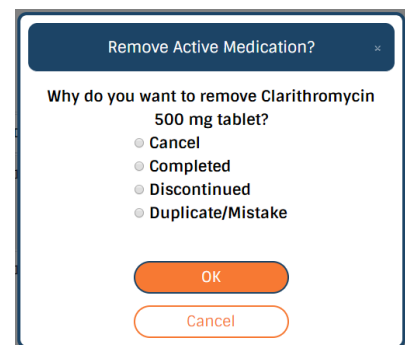 Remove Active Medication?
×
Why do you want to remove Clarithromycin
500 mg tablet?
Cancel
Completed
Discontinued
Duplicate/Mistake
OK
Cancel